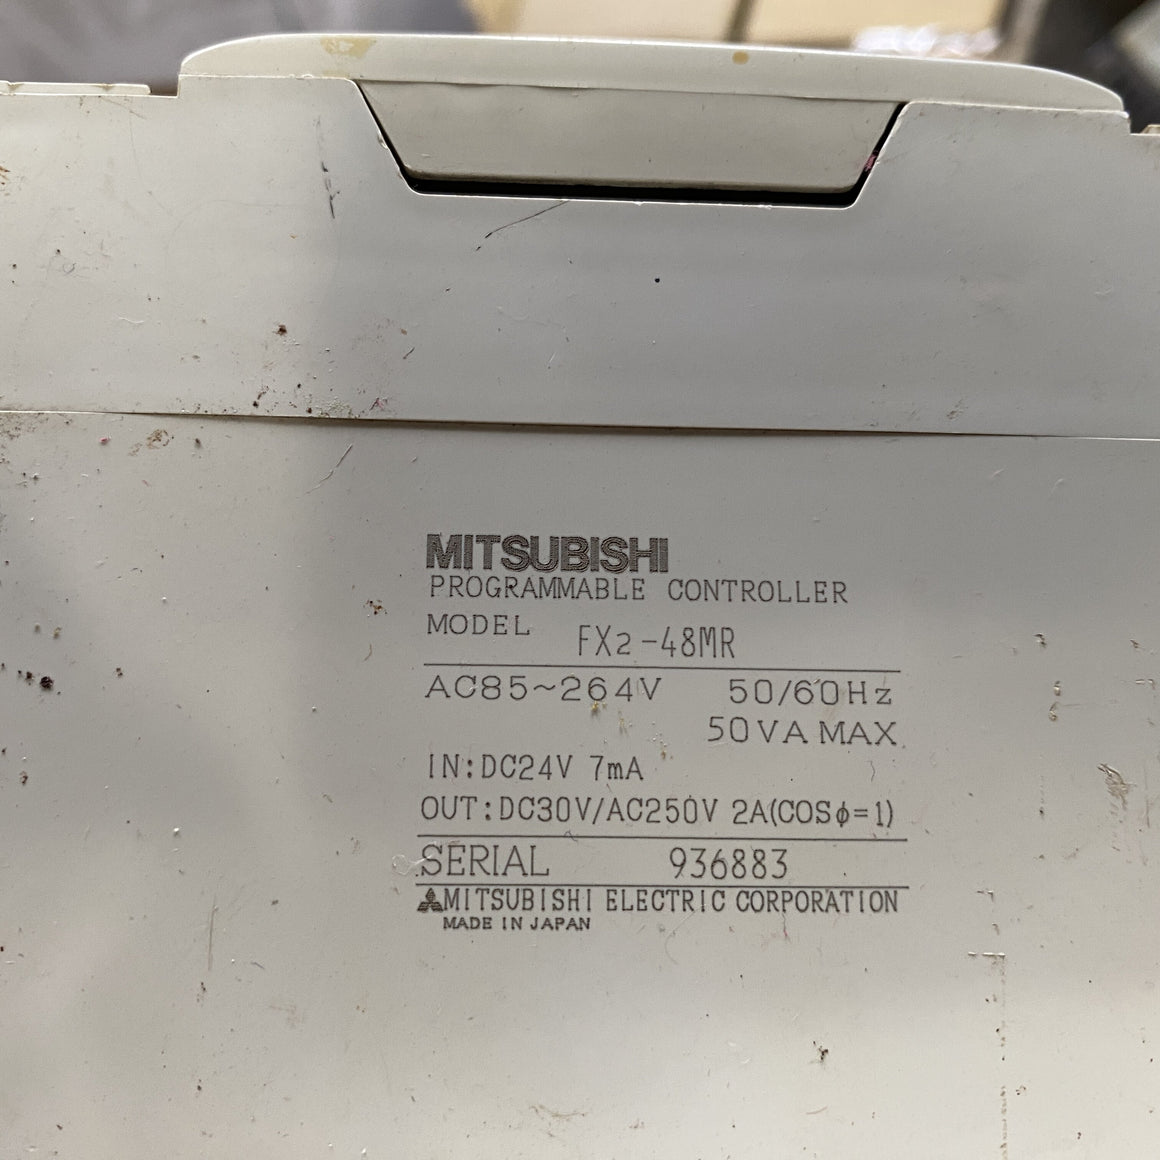 MITSUBISHI
PROGRAMMABLE CONTROLLER
MODEL FX2-48MR
AC85~264V 50/60Hz
50VA MAX
IN:DC24V 7mA
OUT:DC30V/AC250V 2A(COSϕ=1)
SERIAL 936883
MITSUBISHI ELECTRIC CORPORATION
MADE IN JAPAN